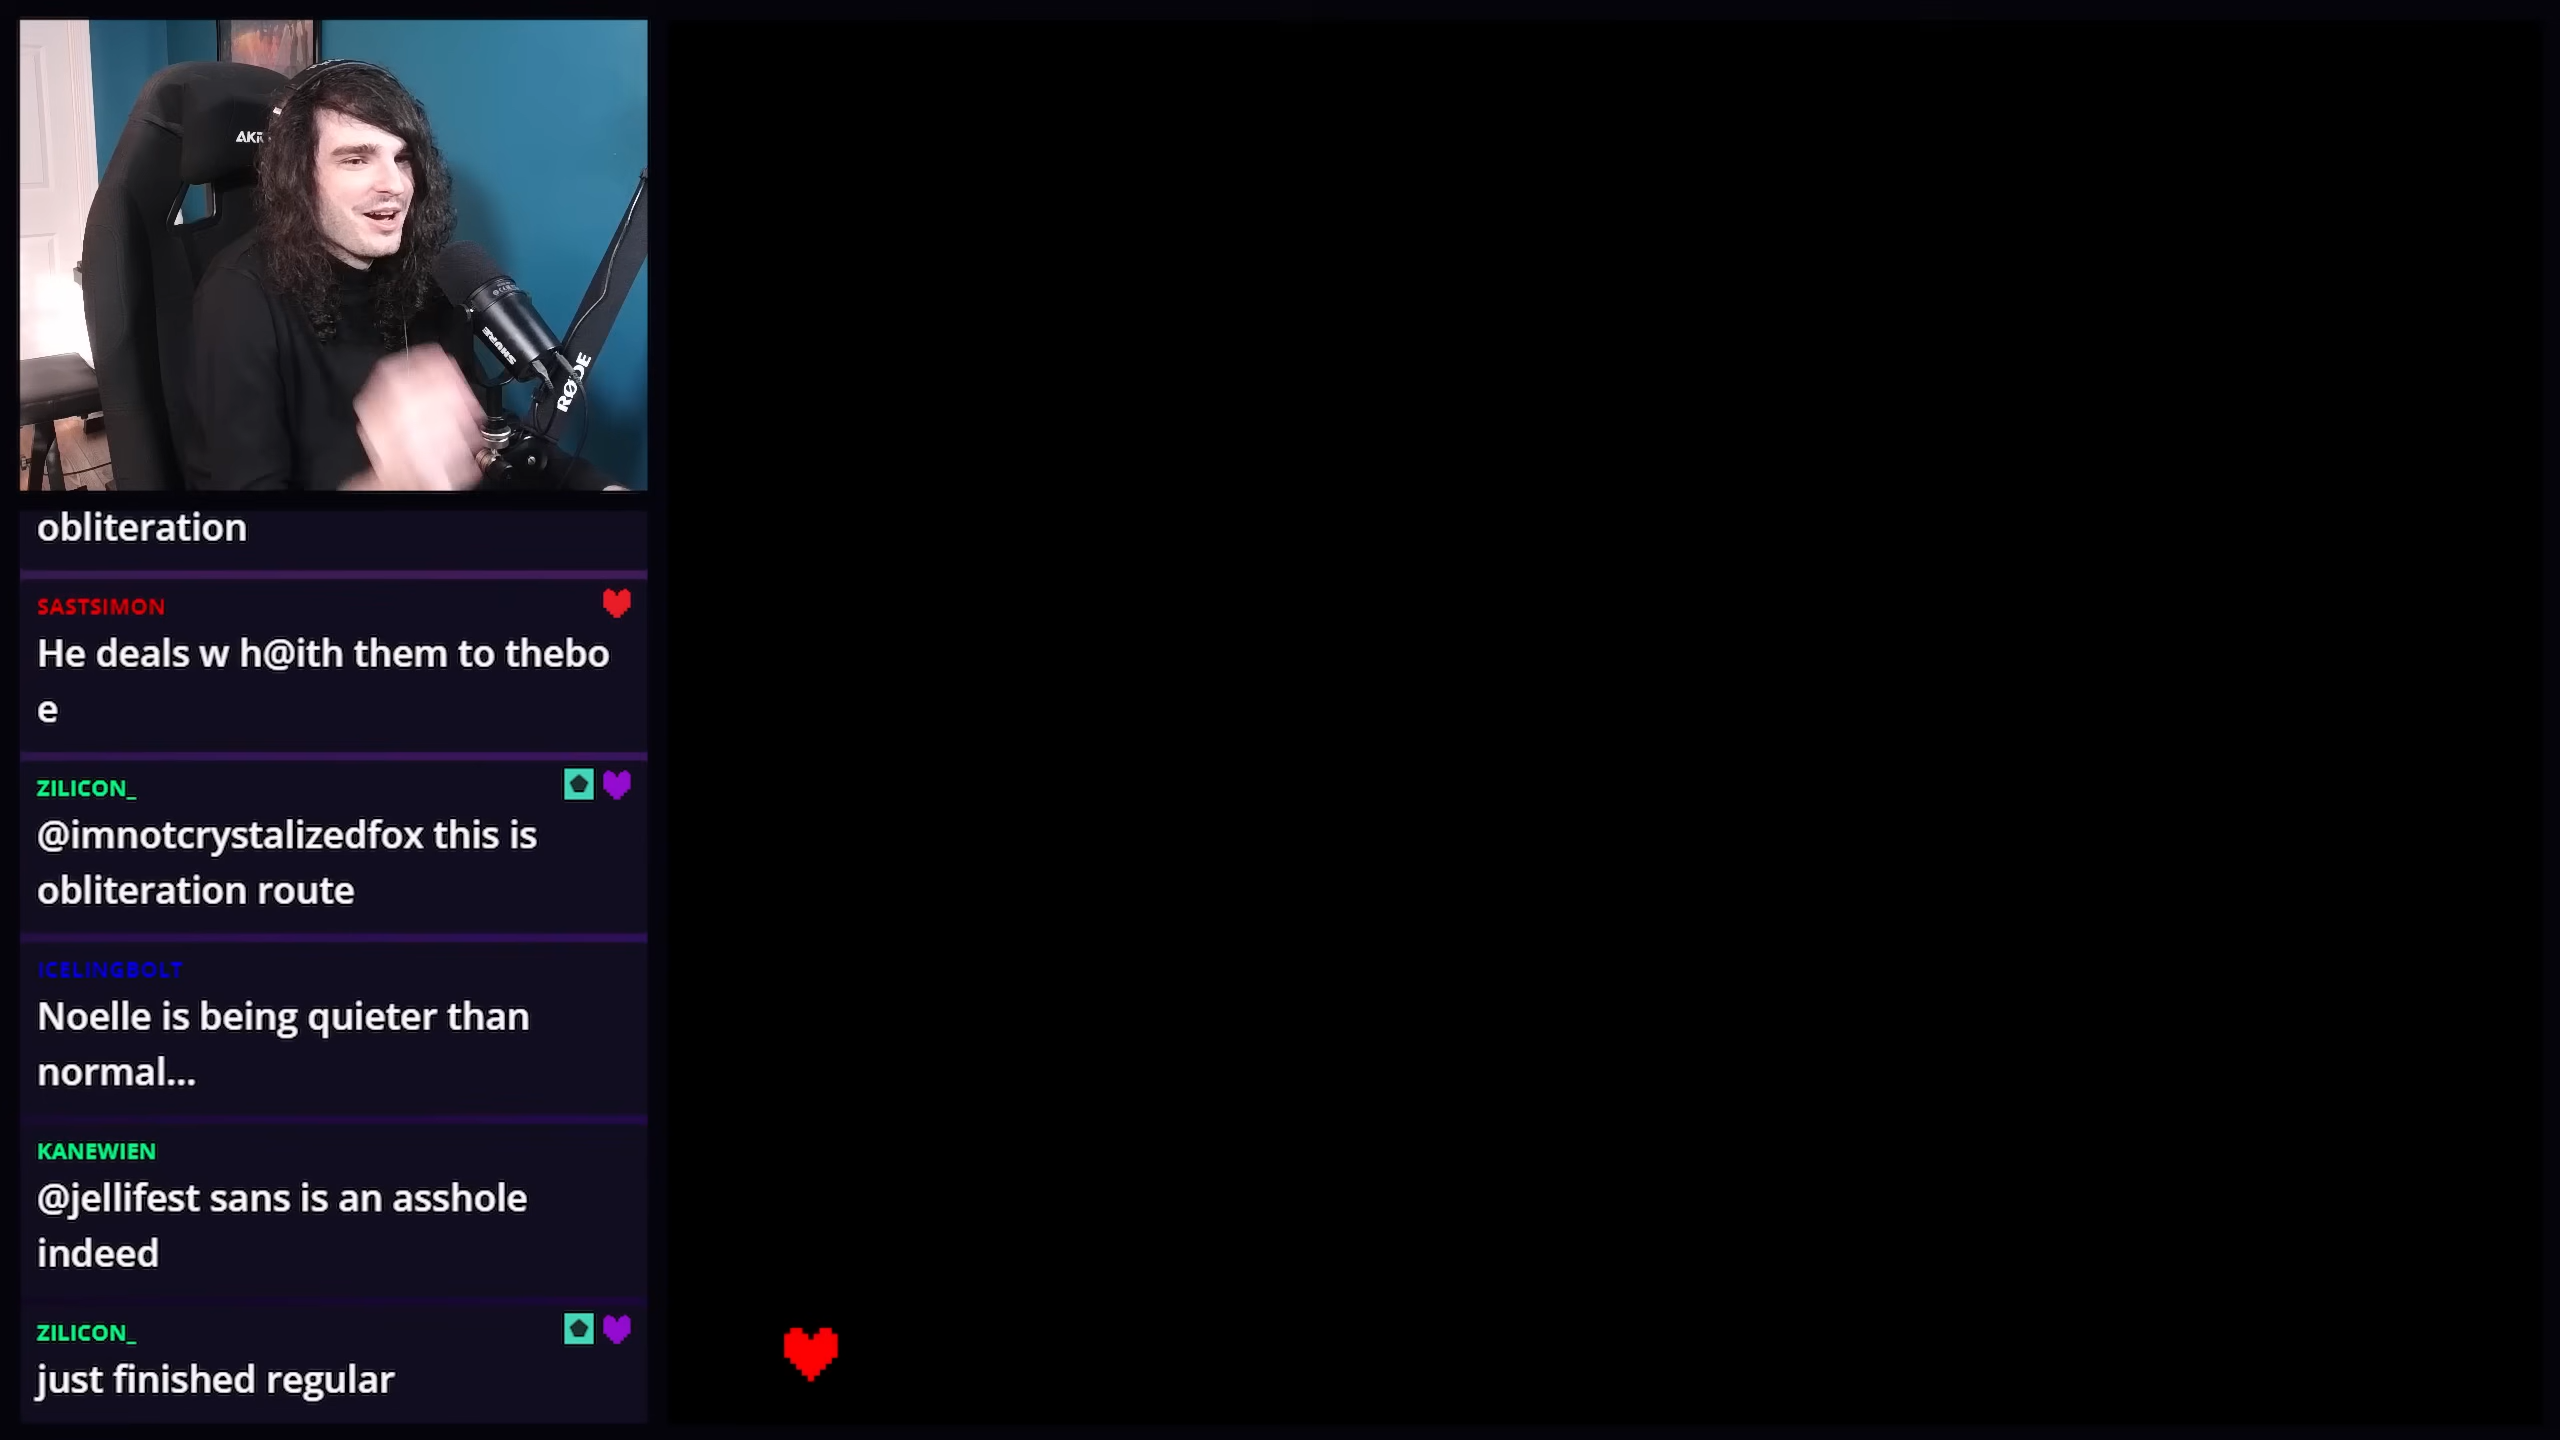 SHURE
RØDE
obliteration
SASTSIMON
He deals w h@ith them to thebo
e
ZILICON_
@imnotcrystalizedfox this is
obliteration route
ICELINGBOLT
Noelle is being quieter than
normal...
KANEWIEN
@jellifest sans is an asshole
indeed
ZILICON_
just finished regular